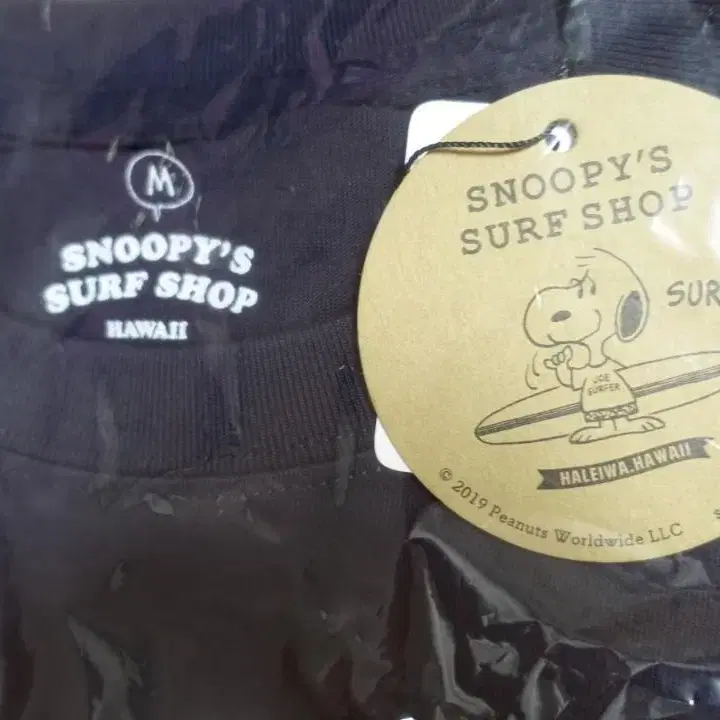 M
SNOOPY'S
SURF SHOP
HAWAII
SNOOPY'S
SURF SHOP
SUR
JOE
SURFER
HALEIWA.HAWAII
© 2019 Peanuts Worldwide LLC